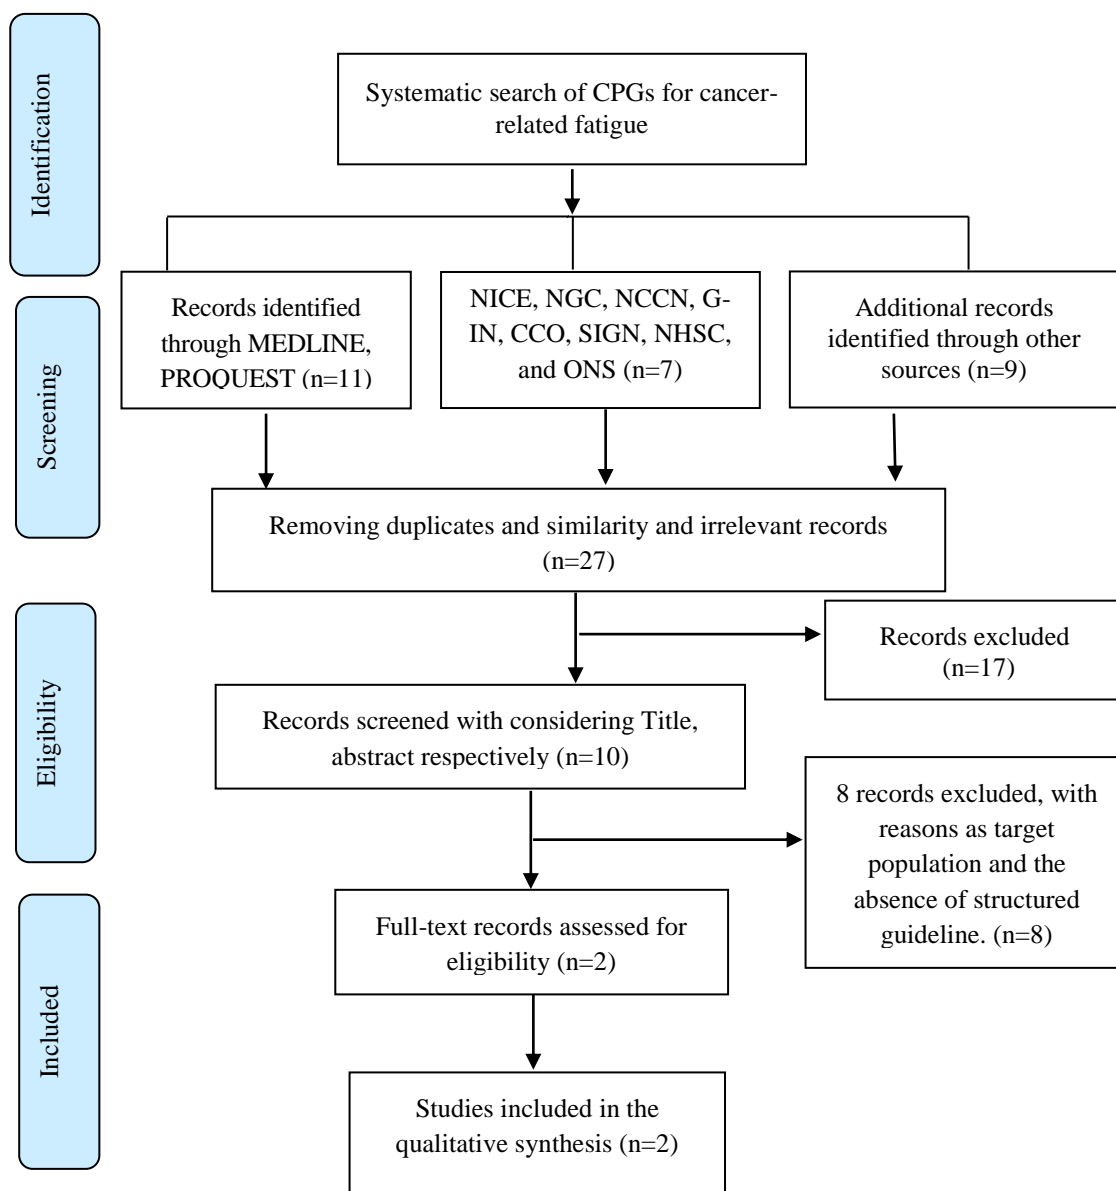 Identification
Systematic search of CPGs for cancer-
related fatigue
Records identified
through MEDLINE,
PROQUEST (n=11)
NICE, NGC, NCCN, G-
IN, CCO, SIGN, NHSC,
and ONS (n=7)
Additional records
identified through other
sources (n=9)
Screening
Removing duplicates and similarity and irrelevant records
(n=27)
Records excluded
(n=17)
Eligibility
Records screened with considering Title,
abstract respectively (n=10)
8 records excluded, with
reasons as target
population and the
absence of structured
guideline. (n=8)
Full-text records assessed for
eligibility (n=2)
Included
Studies included in the
qualitative synthesis (n=2)